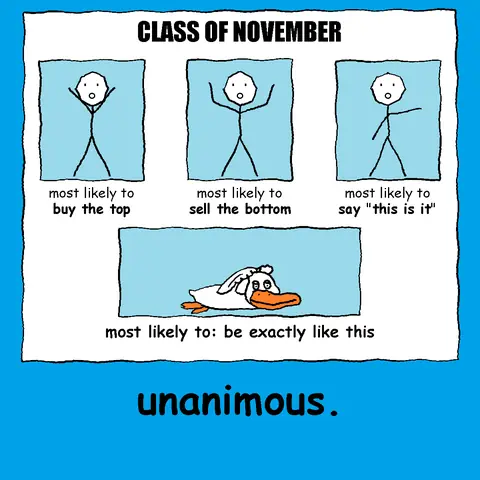 CLASS OF NOVEMBER
most likely to
buy the top
most likely to
sell the bottom
most likely to
say "this is it"
most likely to: be exactly like this
unanimous.